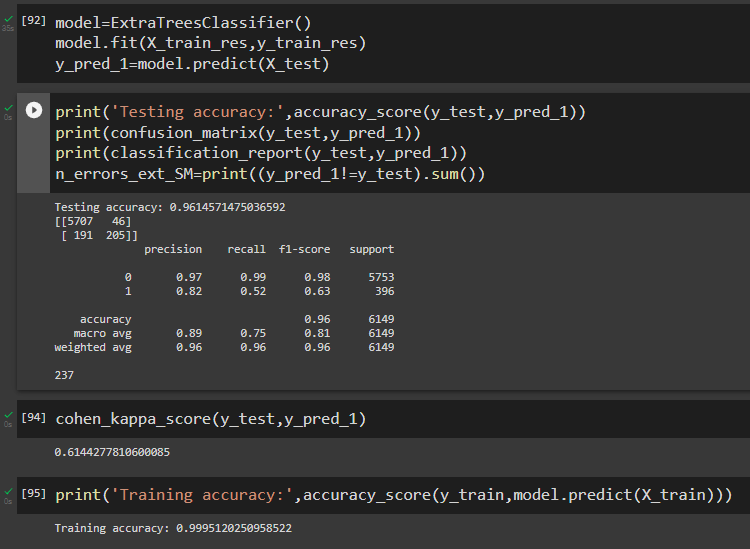 [92] model=ExtraTreesClassifier()
38s
model.fit(X_train_res,y_train_res)
y_pred_1=model.predict(X_test)
0s
print('Testing accuracy:',accuracy_score(y_test,y_pred_1))
print(confusion_matrix(y_test,y_pred_1))
print(classification_report(y_test,y_pred_1))
n_errors_ext_SM=print((y_pred_1!=y_test).sum())
Testing accuracy: 0.9614571475036592
[[5707 46]
[ 191 205]]
precision recall f1-score support
0 0.97 0.99 0.98 5753
1 0.82 0.52 0.63 396
accuracy 0.96 6149
macro avg 0.89 0.75 0.81 6149
weighted avg 0.96 0.96 0.96 6149
237
[94] cohen_kappa_score(y_test,y_pred_1)
0s
0.6144277810600085
[95] print('Training accuracy:',accuracy_score(y_train,model.predict(X_train)))
0s
Training accuracy: 0.9995120250958522